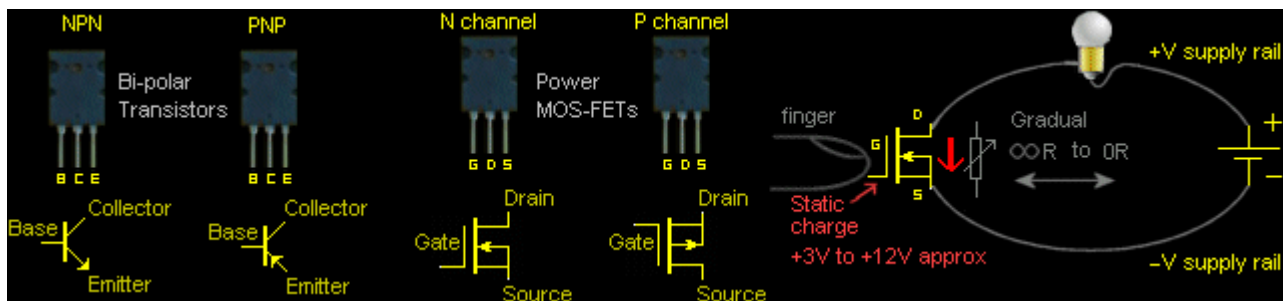 NPN
PNP
N channel
P channel
Bi-polar
Transistors
Power
MOS-FETs
B C E
B C E
G D S
G D S
Base
Collector
Emitter
Base
Collector
Emitter
Gate
Drain
Source
Gate
Drain
Source
finger
G
D
S
Static
charge
+3V to +12V approx
Gradual
∞R to 0R
+V supply rail
+
−
−V supply rail